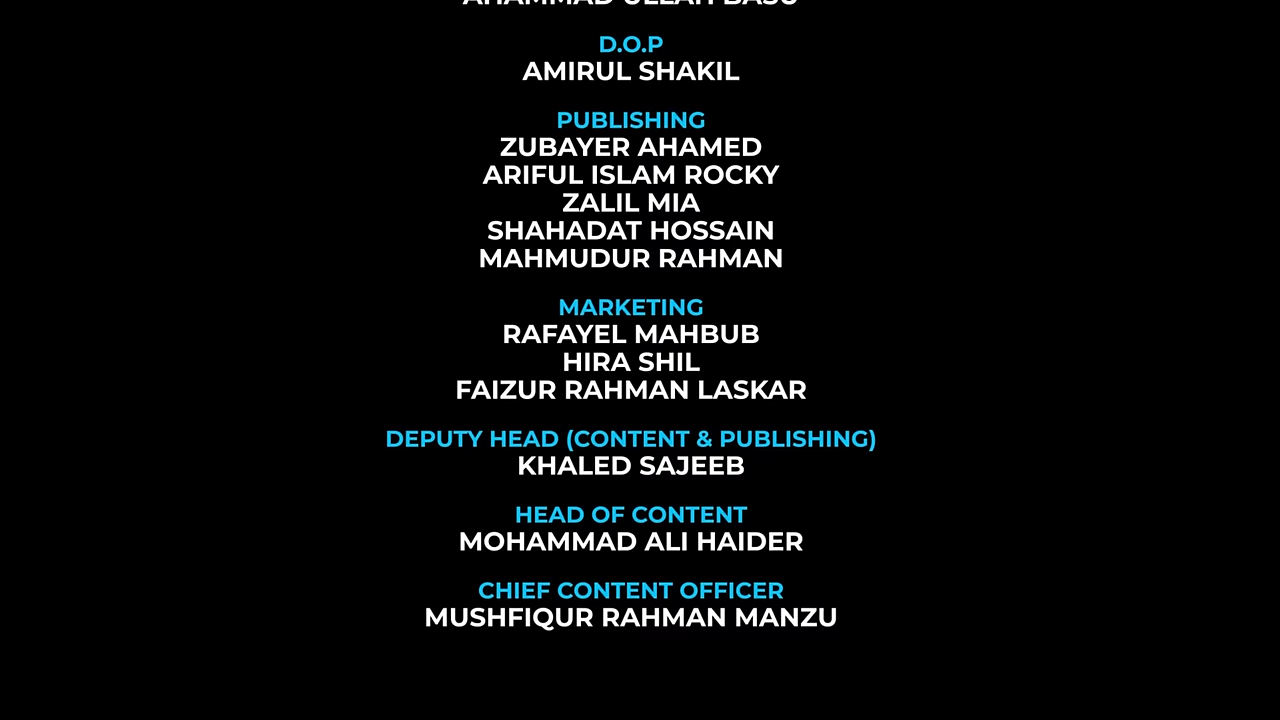 D.O.P
AMIRUL SHAKIL
PUBLISHING
ZUBAYER AHAMED
ARIFUL ISLAM ROCKY
ZALIL MIA
SHAHADAT HOSSAIN
MAHMUDUR RAHMAN
MARKETING
RAFAYEL MAHBUB
HIRA SHIL
FAIZUR RAHMAN LASKAR
DEPUTY HEAD (CONTENT & PUBLISHING)
KHALED SAJEEB
HEAD OF CONTENT
MOHAMMAD ALI HAIDER
CHIEF CONTENT OFFICER
MUSHFIQUR RAHMAN MANZU